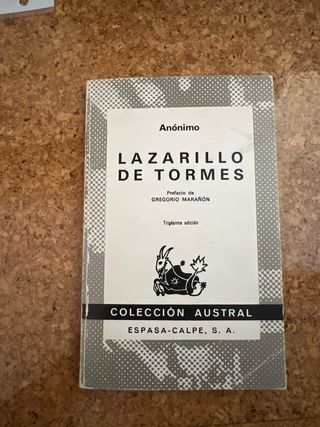 Anónimo
LAZARILLO
DE TORMES
Prefacio de
GREGORIO MARAÑÓN
Trigésima edición
COLECCIÓN AUSTRAL
ESPASA-CALPE, S. A.